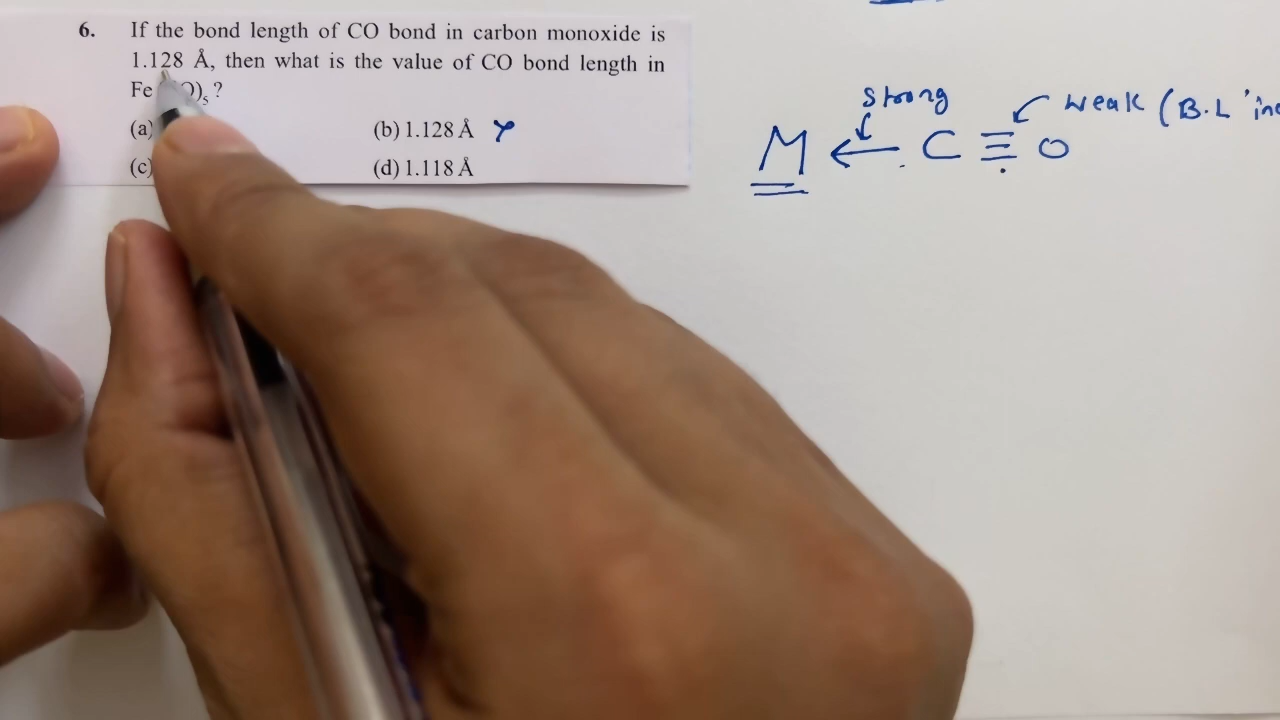 6. If the bond length of CO bond in carbon monoxide is
1.128 Å, then what is the value of CO bond length in
Fe O)₅ ?
(a) (b) 1.128 Å
(c) (d) 1.118 Å
strong
weak (B.L
M ← C ≡ O